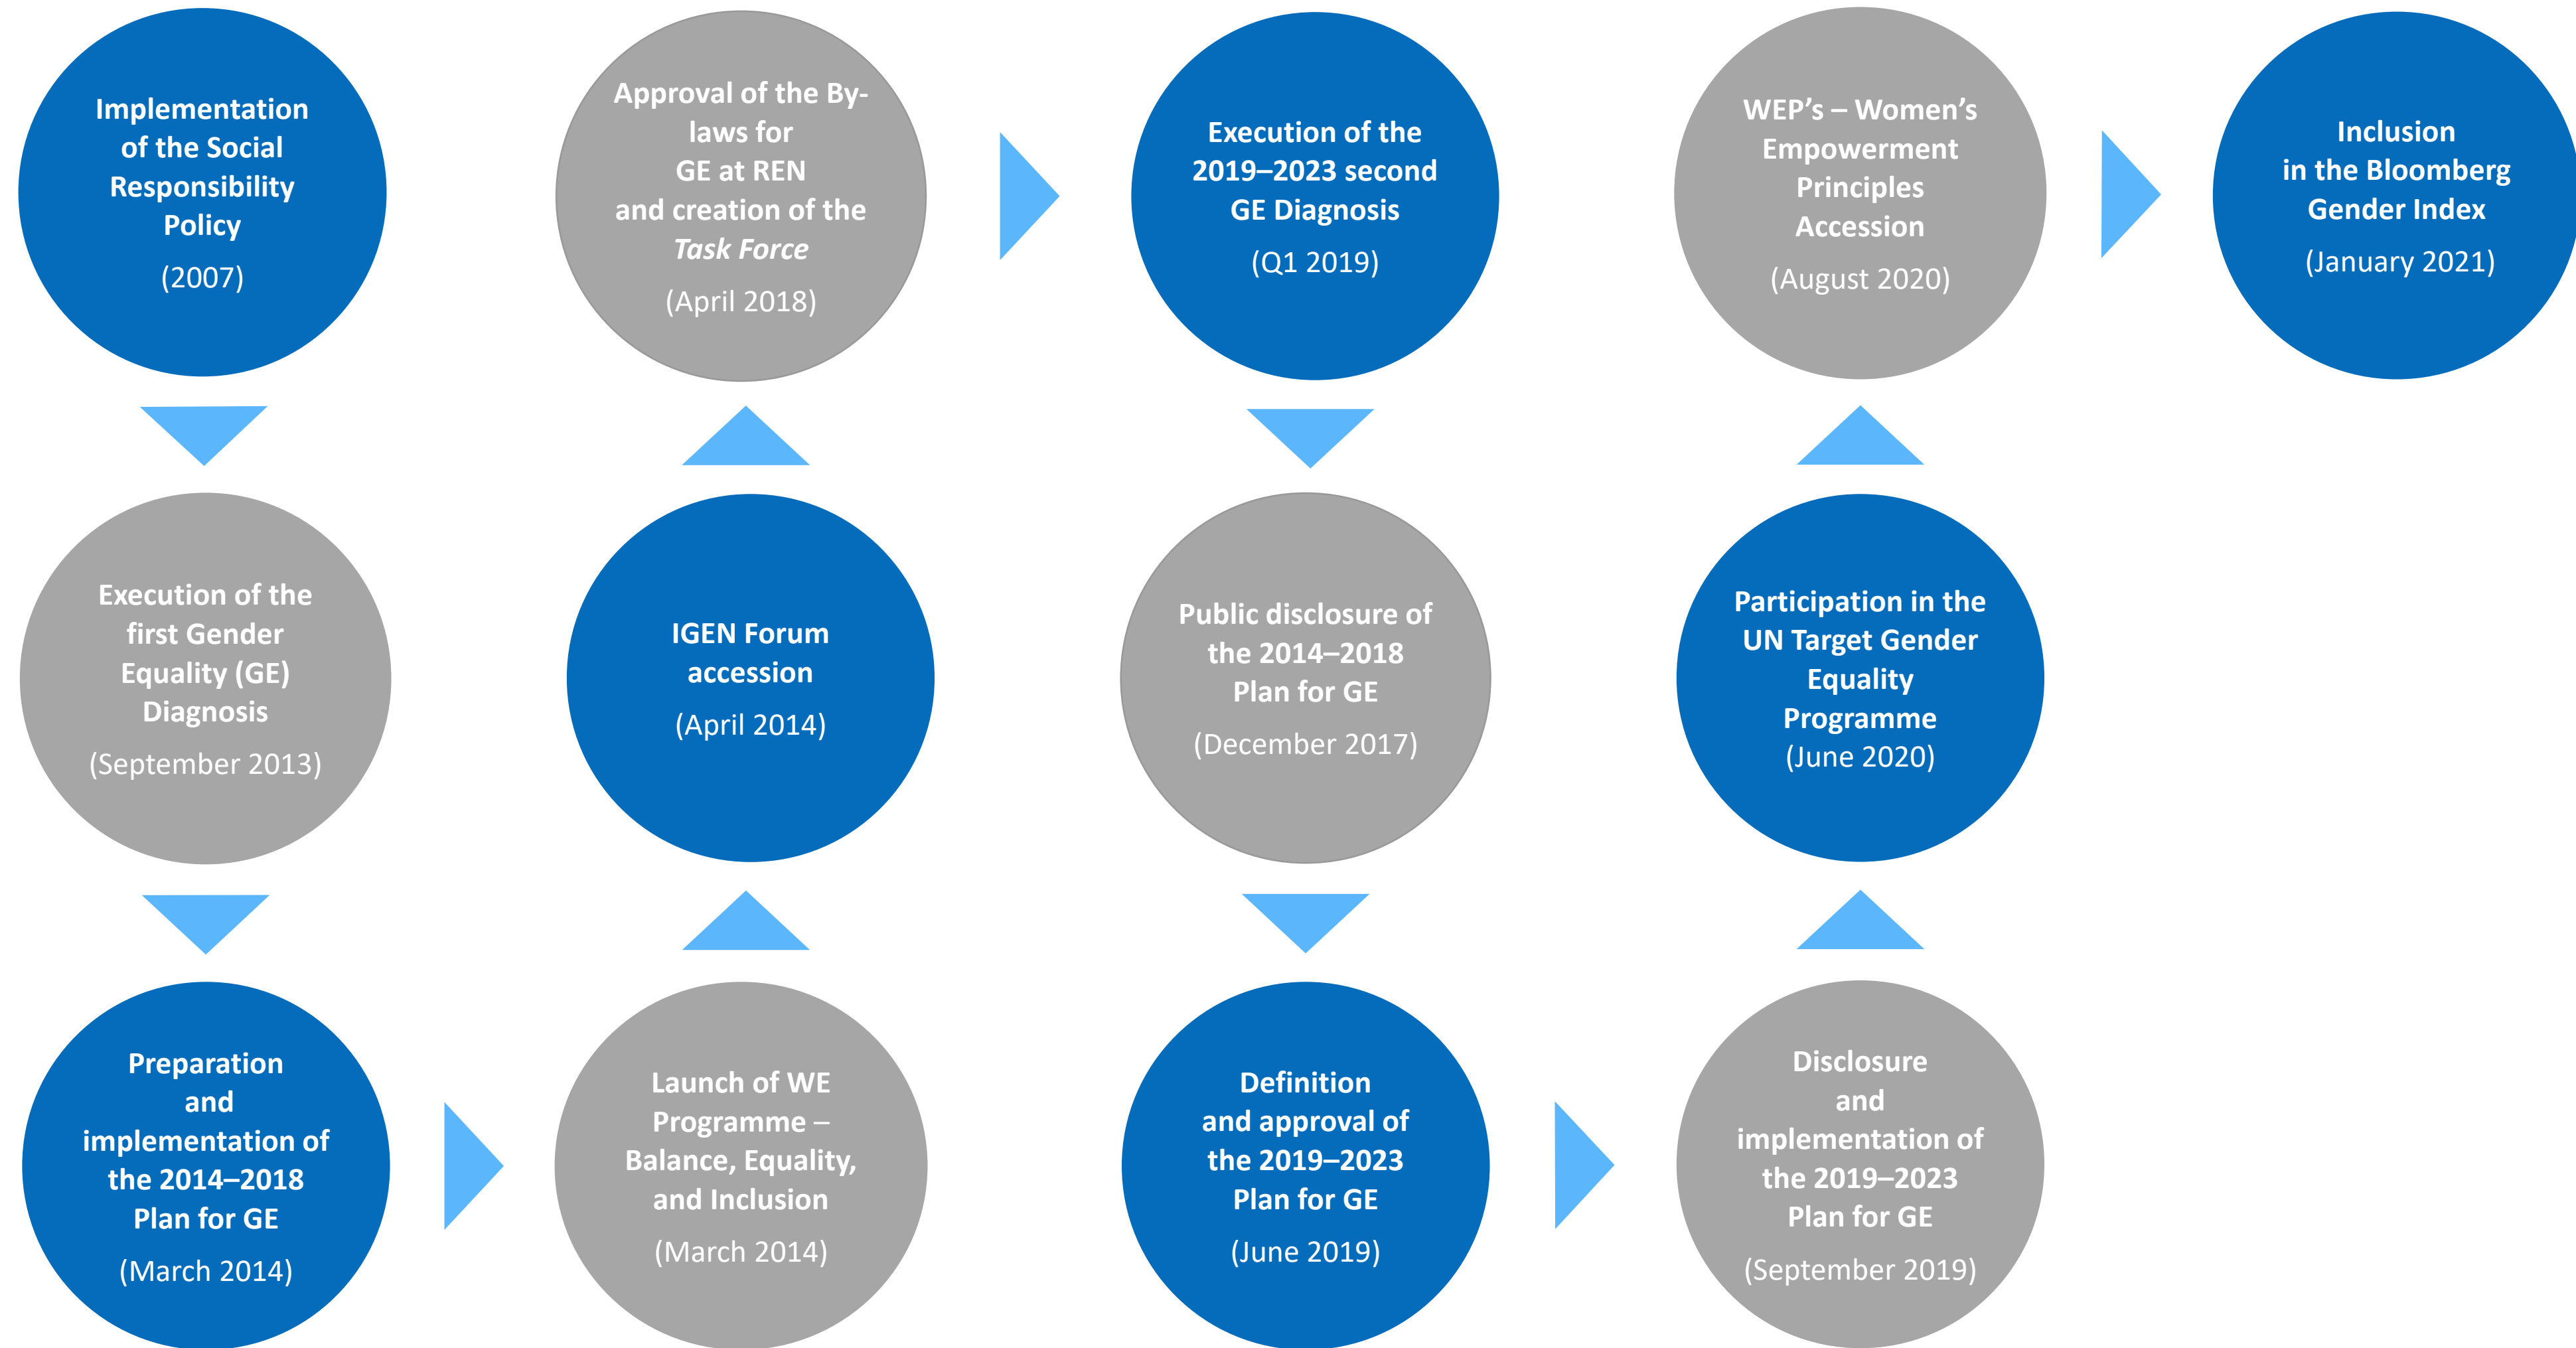 Implementation
of the Social
Responsibility
Policy
(2007)
Execution of the
first Gender
Equality (GE)
Diagnosis
(September 2013)
Preparation
and
implementation of
the 2014–2018
Plan for GE
(March 2014)
Launch of WE
Programme –
Balance, Equality,
and Inclusion
(March 2014)
IGEN Forum
accession
(April 2014)
Approval of the By-
laws for
GE at REN
and creation of the
Task Force
(April 2018)
Execution of the
2019–2023 second
GE Diagnosis
(Q1 2019)
Public disclosure of
the 2014–2018
Plan for GE
(December 2017)
Definition
and approval of
the 2019–2023
Plan for GE
(June 2019)
Disclosure
and
implementation of
the 2019–2023
Plan for GE
(September 2019)
Participation in the
UN Target Gender
Equality
Programme
(June 2020)
WEP’s – Women’s
Empowerment
Principles
Accession
(August 2020)
Inclusion
in the Bloomberg
Gender Index
(January 2021)